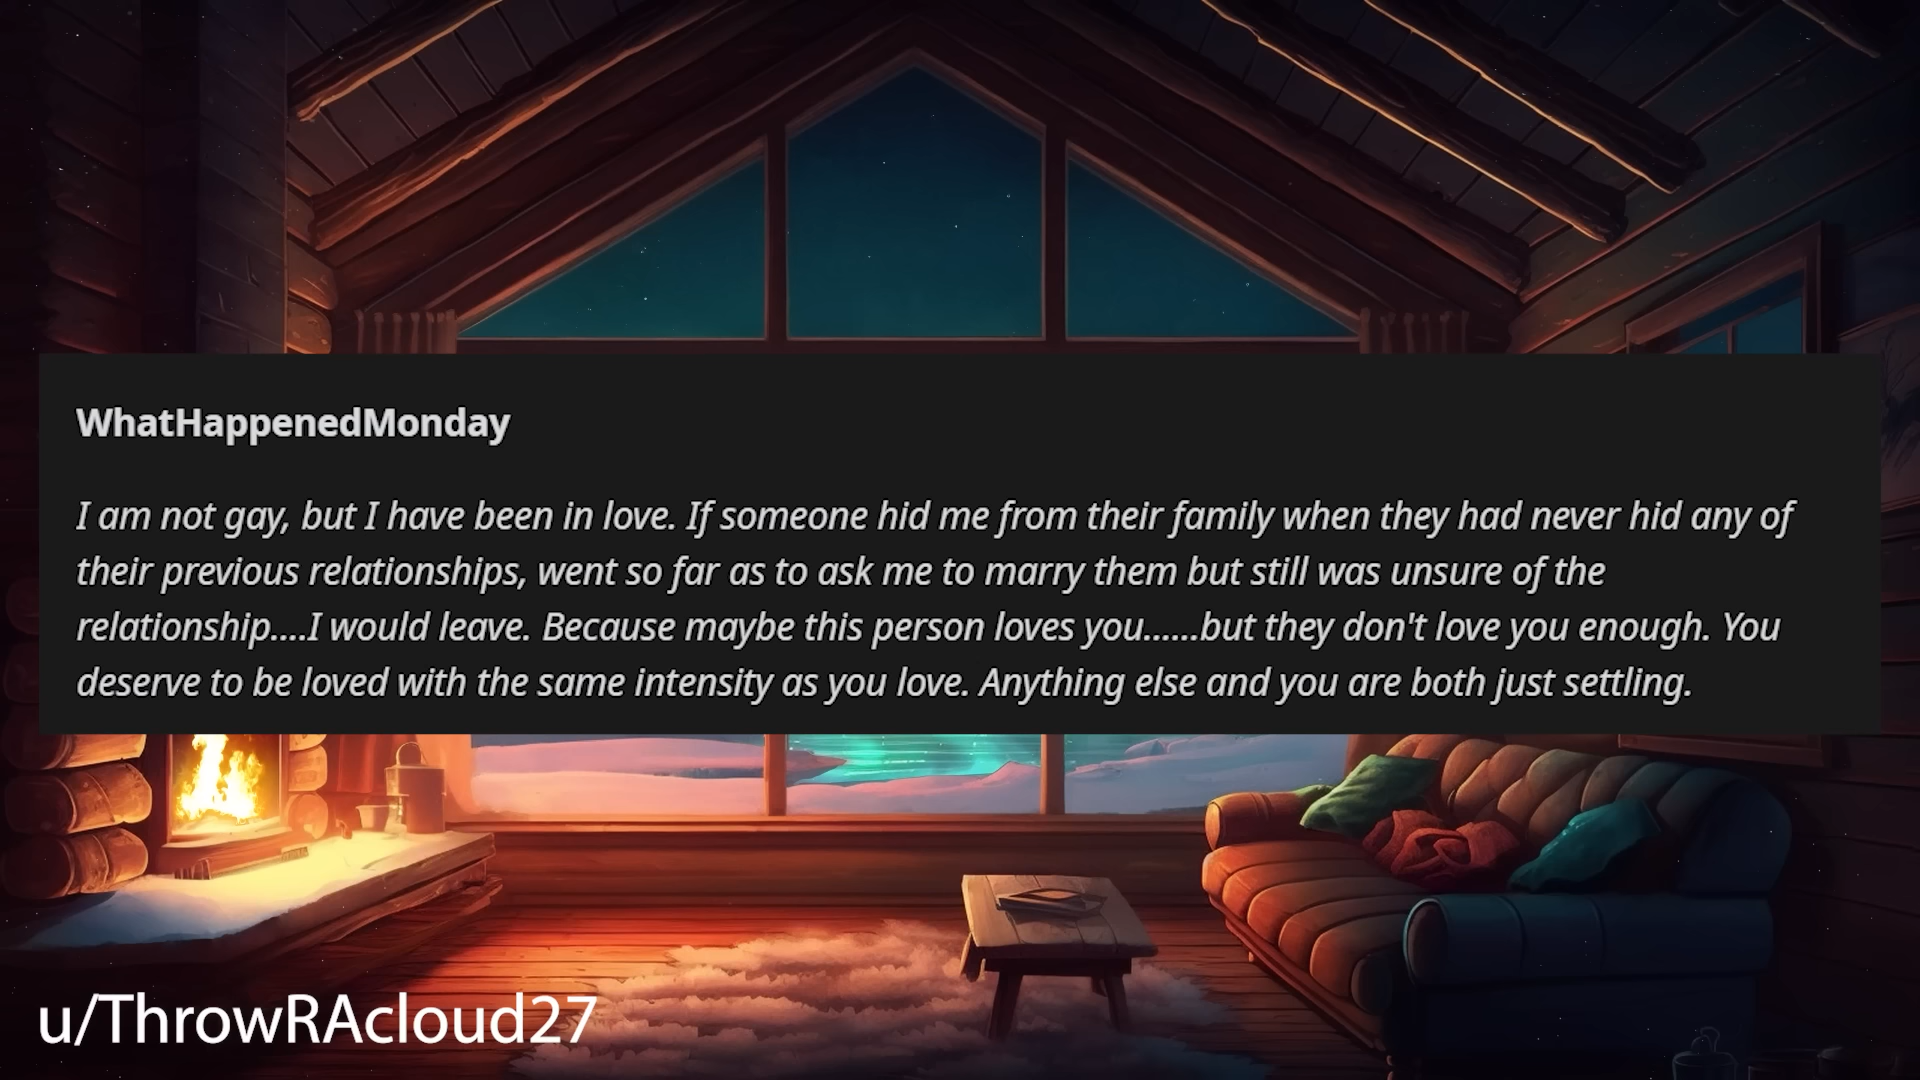 WhatHappenedMonday
I am not gay, but I have been in love. If someone hid me from their family when they had never hid any of
their previous relationships, went so far as to ask me to marry them but still was unsure of the
relationship....I would leave. Because maybe this person loves you......but they don't love you enough. You
deserve to be loved with the same intensity as you love. Anything else and you are both just settling.
u/ThrowRAcloud27